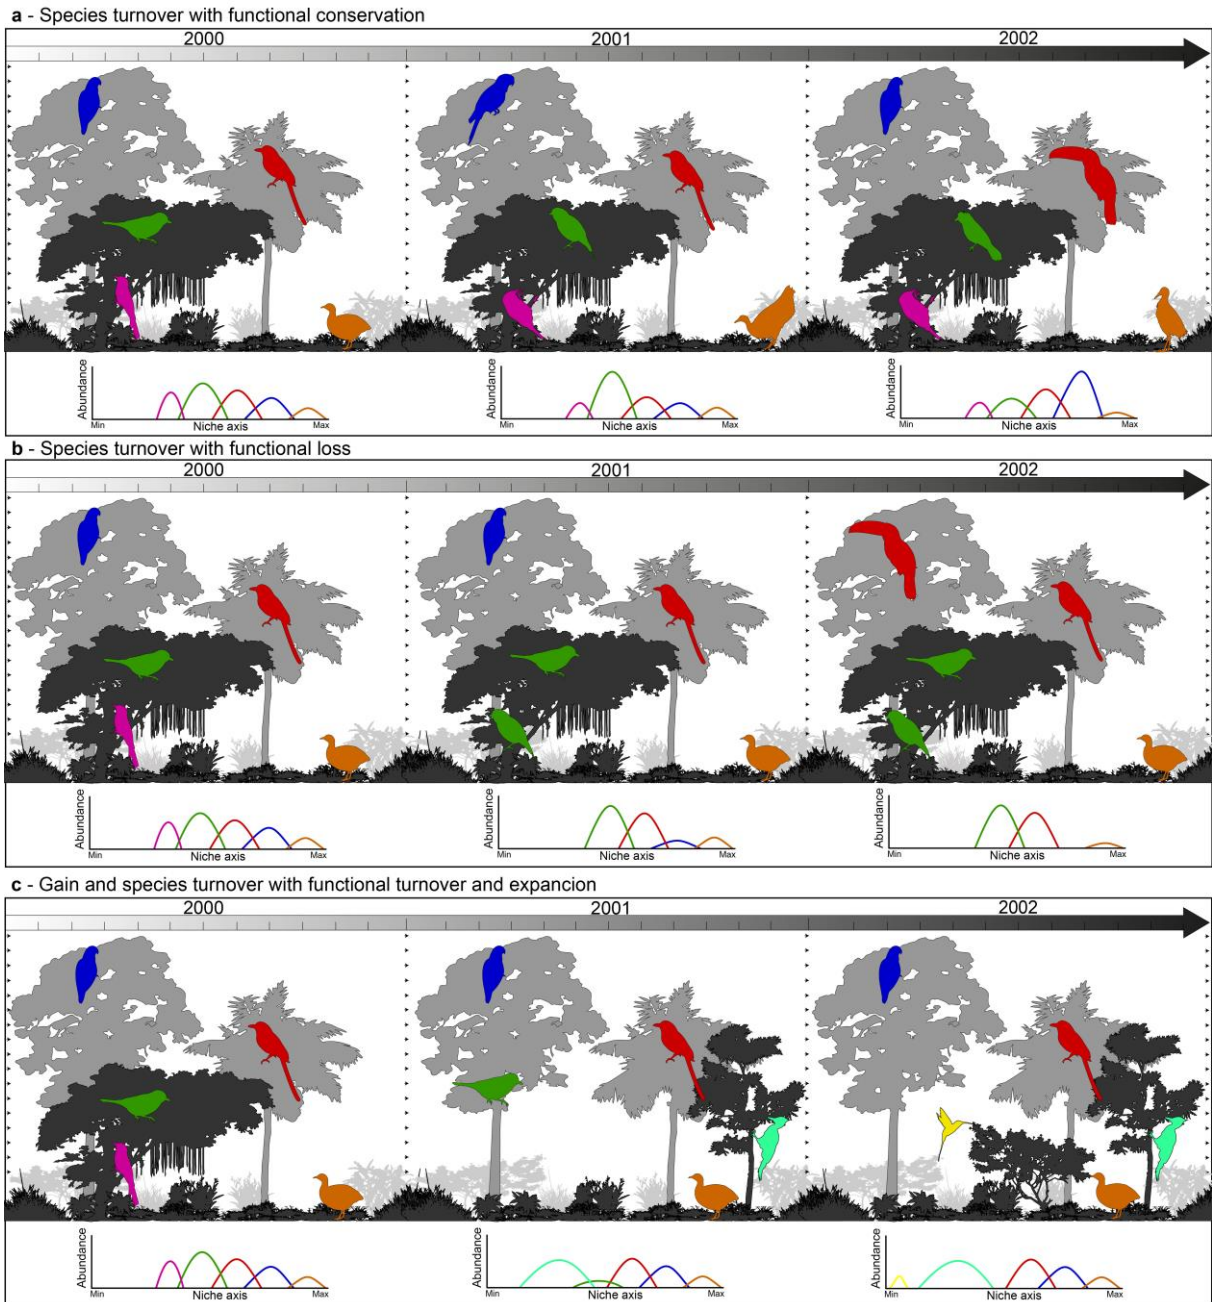 a - Species turnover with functional conservation
2000 2001 2002
Abundance Abundance Abundance
Min Niche axis Max Min Niche axis Max Min Niche axis Max
b - Species turnover with functional loss
2000 2001 2002
Abundance Abundance Abundance
Min Niche axis Max Min Niche axis Max Min Niche axis Max
c - Gain and species turnover with functional turnover and expancion
2000 2001 2002
Abundance Abundance Abundance
Min Niche axis Max Min Niche axis Max Min Niche axis Max